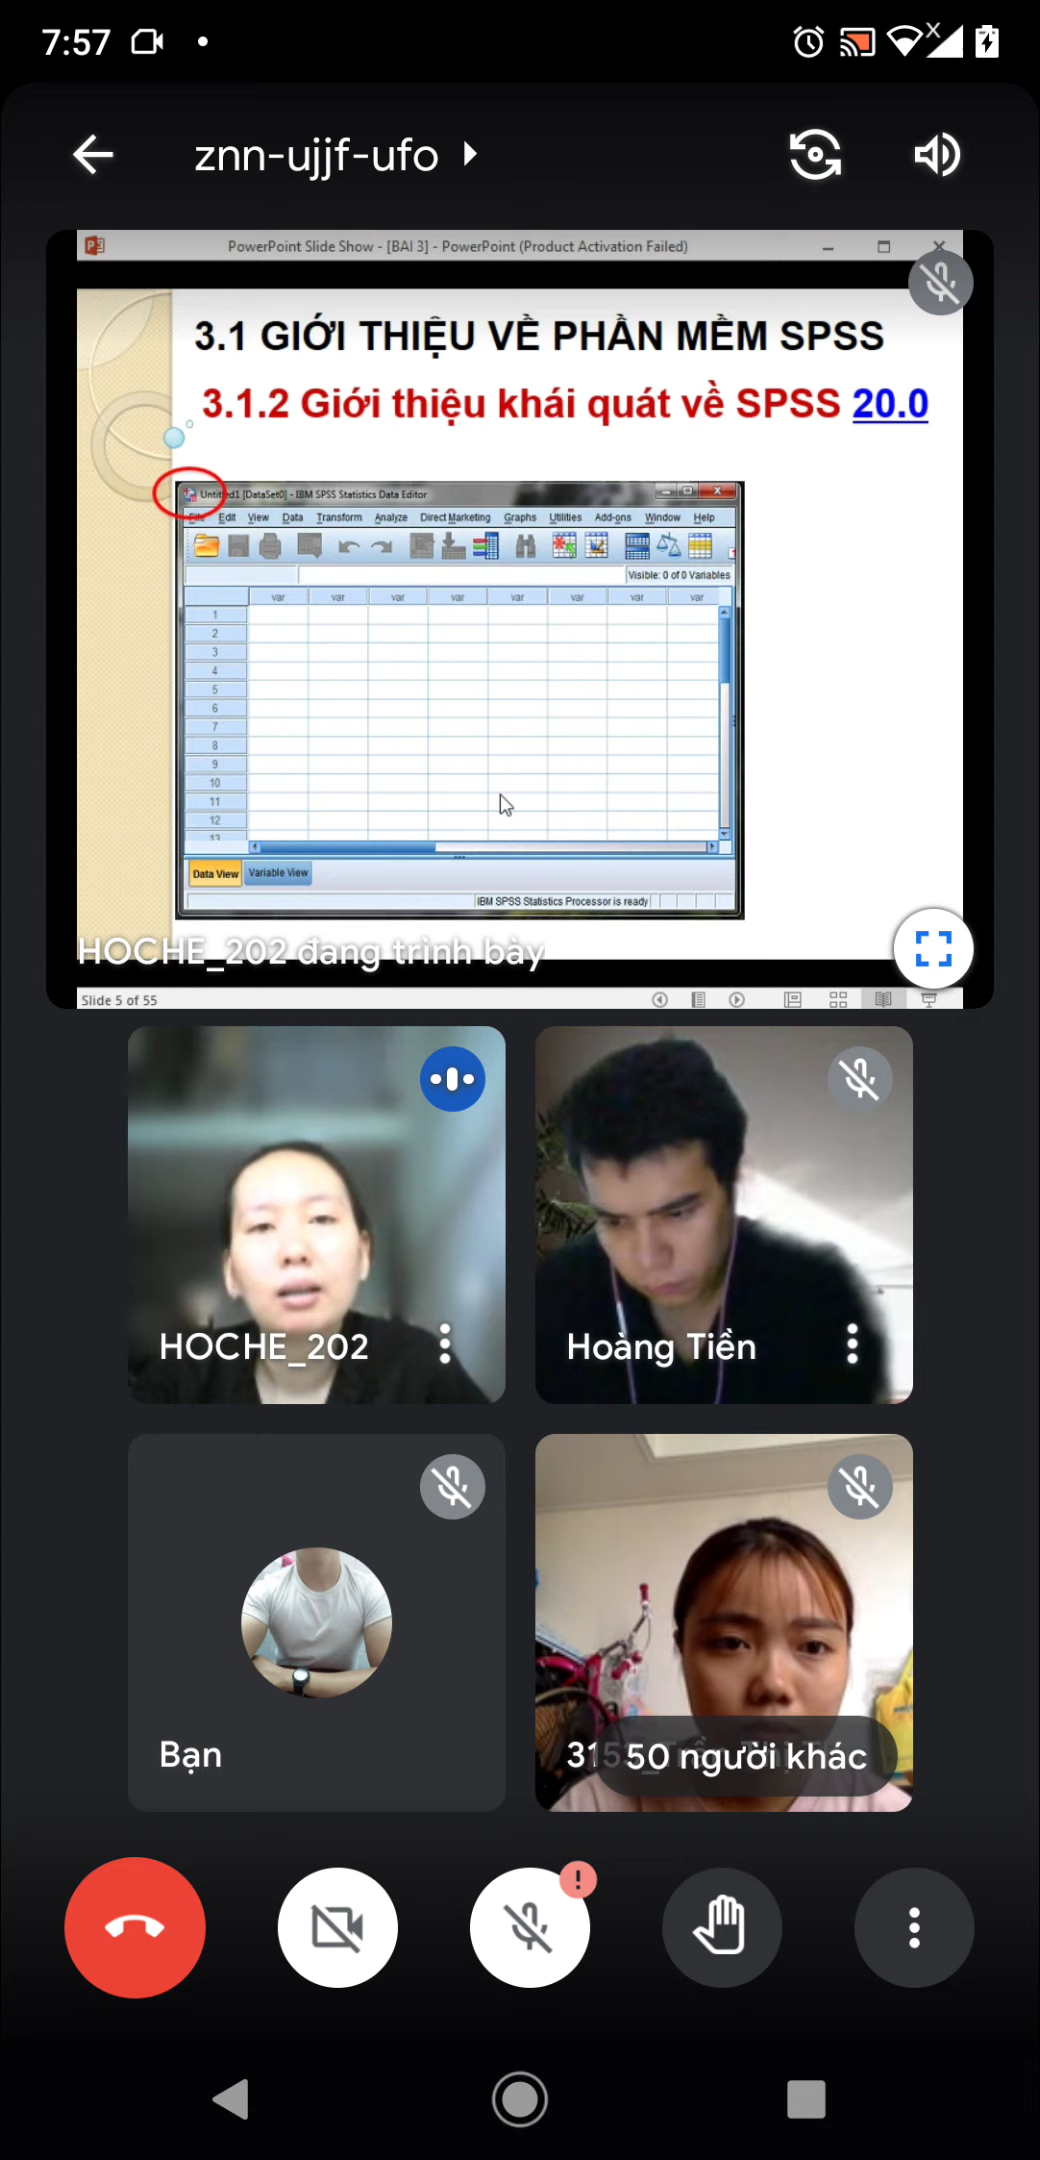 7:57
znn-ujjf-ufo
PowerPoint Slide Show - [BAI 3] - PowerPoint (Product Activation Failed)
3.1 GIỚI THIỆU VỀ PHẦN MỀM SPSS
3.1.2 Giới thiệu khái quát về SPSS 20.0
Untitled1 [DataSet0] - IBM SPSS Statistics Data Editor
File Edit View Data Transform Analyze Direct Marketing Graphs Utilities Add-ons Window Help
Visible: 0 of 0 Variables
var var var var var var var var
1
2
3
4
5
6
7
8
9
10
11
12
13
Data View Variable View
IBM SPSS Statistics Processor is ready
HOCHE_202 đang trình bày
Slide 5 of 55
HOCHE_202
Hoàng Tiền
Bạn
50 người khác